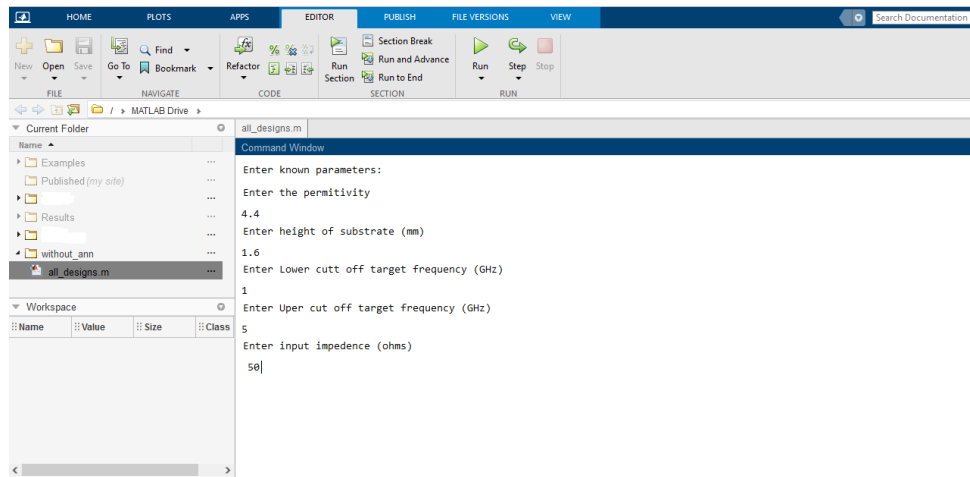 HOME PLOTS APPS EDITOR PUBLISH FILE VERSIONS VIEW Search Documentation
New Open Save Go To Find Bookmark Refactor Run Section Section Break Run and Advance Run to End Run Step Stop
FILE NAVIGATE CODE SECTION RUN
/ > MATLAB Drive >
Current Folder
Name
Examples
Published (my site)
Results
without_ann
all_designs.m
Workspace
Name Value Size Class
all_designs.m
Command Window
Enter known parameters:
Enter the permitivity
4.4
Enter height of substrate (mm)
1.6
Enter Lower cutt off target frequency (GHz)
1
Enter Uper cut off target frequency (GHz)
5
Enter input impedence (ohms)
50